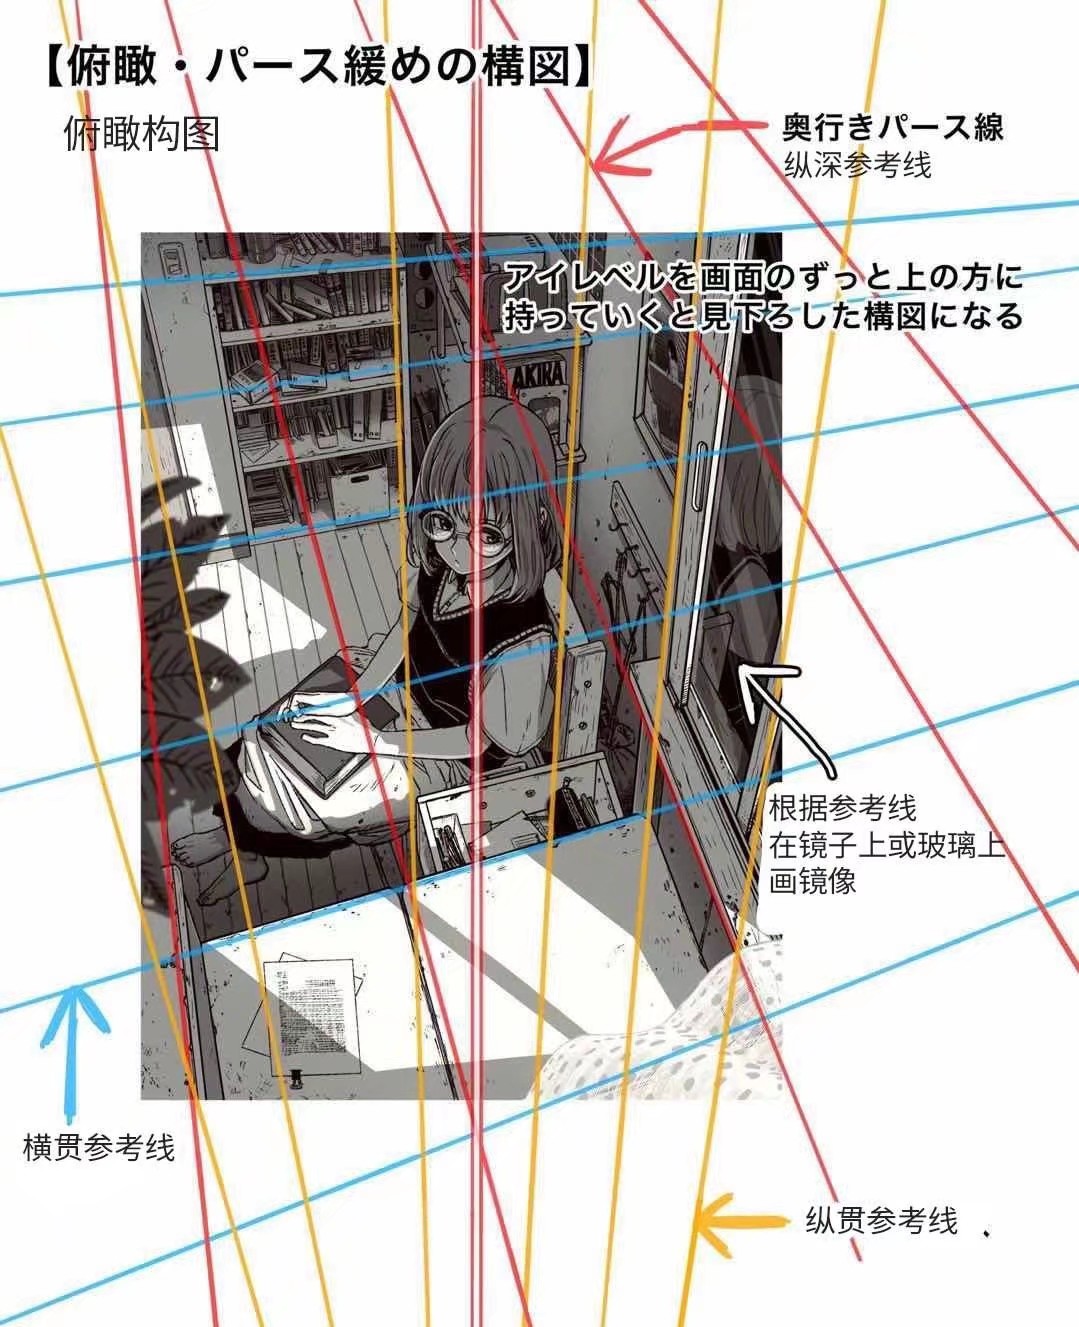 【俯瞰・パース緩めの構図】
俯瞰构图
奥行きパース線
纵深参考线
アイレベルを画面のずっと上の方に
持っていくと見下ろした構図になる
AKIRA
根据参考线
在镜子上或玻璃上
画镜像
横贯参考线
纵贯参考线 、